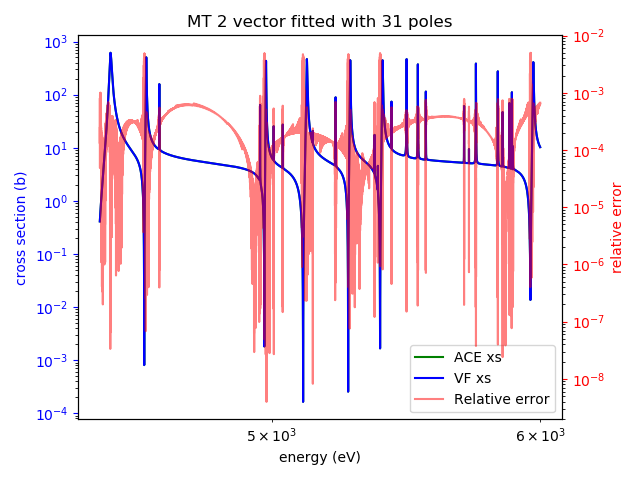 MT 2 vector fitted with 31 poles
cross section (b)
10³
10²
10¹
10⁰
10⁻¹
10⁻²
10⁻³
10⁻⁴
10⁻²
10⁻³
10⁻⁴
10⁻⁵
10⁻⁶
10⁻⁷
10⁻⁸
relative error
ACE xs
VF xs
Relative error
5 × 10³
6 × 10³
energy (eV)